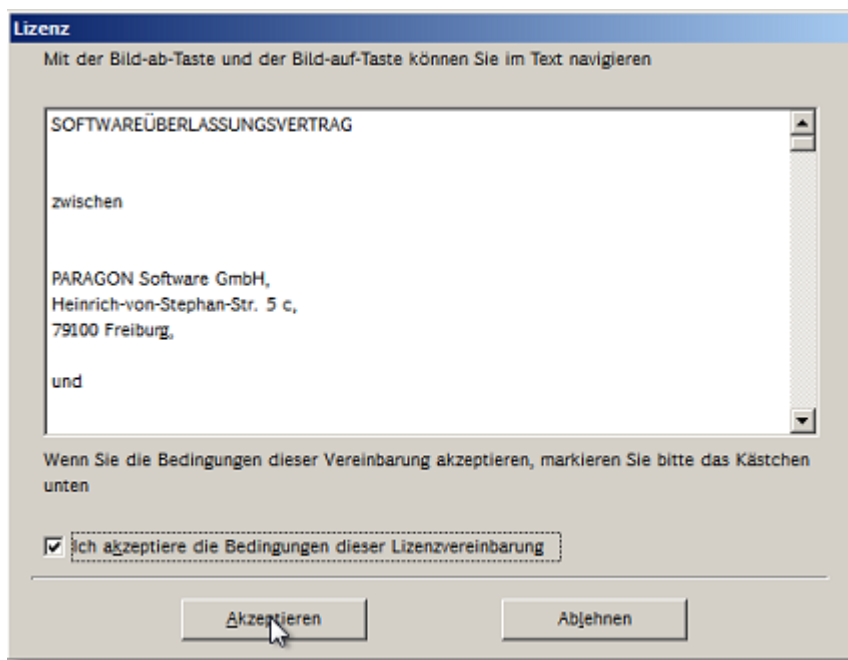 Lizenz
Mit der Bild-ab-Taste und der Bild-auf-Taste können Sie im Text navigieren
SOFTWAREÜBERLASSUNGSVERTRAG
zwischen
PARAGON Software GmbH,
Heinrich-von-Stephan-Str. 5 c,
79100 Freiburg,
und
Wenn Sie die Bedingungen dieser Vereinbarung akzeptieren, markieren Sie bitte das Kästchen
unten
Ich akzeptiere die Bedingungen dieser Lizenzvereinbarung
Akzeptieren
Ablehnen